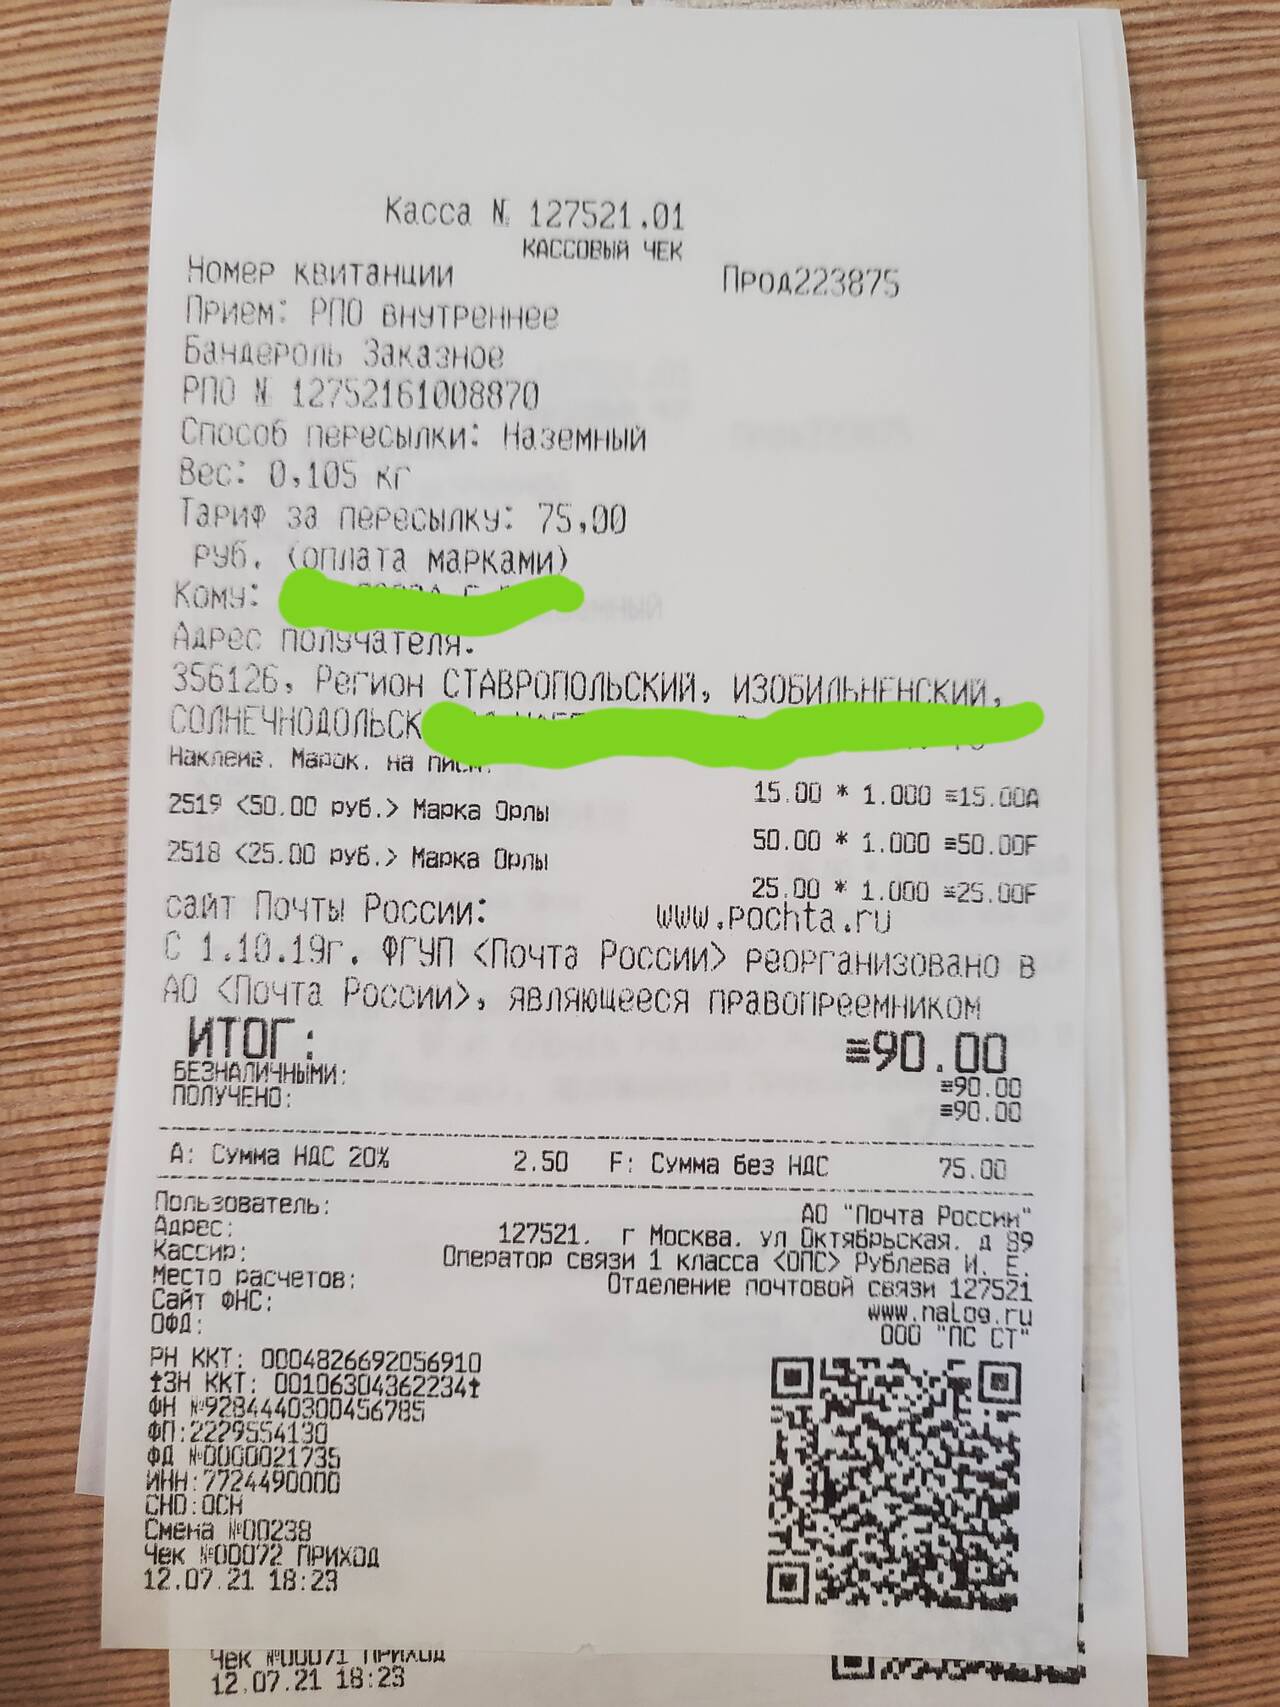 Касса № 127521.01
КАССОВЫЙ ЧЕК
Номер квитанции Прод223875
Прием: РПО внутреннее
Бандероль Заказное
РПО № 12752161008870
Способ пересылки: Наземный
Вес: 0,105 кг
Тариф за пересылку: 75,00
руб. (оплата марками)
Кому:
Адрес получателя.
356126, Регион СТАВРОПОЛЬСКИЙ, ИЗОБИЛЬНЕНСКИЙ,
СОЛНЕЧНОДОЛЬСК
Наклеив. Марок. на письм.
15.00 * 1.000 ≡15.00А
2519 <50.00 руб.> Марка Орлы
50.00 * 1.000 ≡50.00F
2518 <25.00 руб.> Марка Орлы
25.00 * 1.000 ≡25.00F
сайт Почты России: www.pochta.ru
С 1.10.19г. ФГУП <Почта России> реорганизовано в
АО <Почта России>, являющееся правопреемником
ИТОГ: ≡90.00
БЕЗНАЛИЧНЫМИ: ≡90.00
ПОЛУЧЕНО: ≡90.00
А: Сумма НДС 20% 2.50 F: Сумма без НДС 75.00
Пользователь: АО "Почта России"
Адрес: 127521. г Москва. ул Октябрьская. д 89
Кассир: Оператор связи 1 класса <ОПС> Рублева И. Е.
Место расчетов: Отделение почтовой связи 127521
Сайт ФНС: www.nalog.ru
ОФД: ООО "ПС СТ"
РН ККТ: 0004826692056910
‡ЗН ККТ: 00106304362234‡
ФН №9284440300456785
ФП:2229554130
ФД №0000021735
ИНН:7724490000
СНО:ОСН
Смена №00238
Чек №00072 ПРИХОД
12.07.21 18:23
Чек №00071 ПРИХОД
12.07.21 18:23